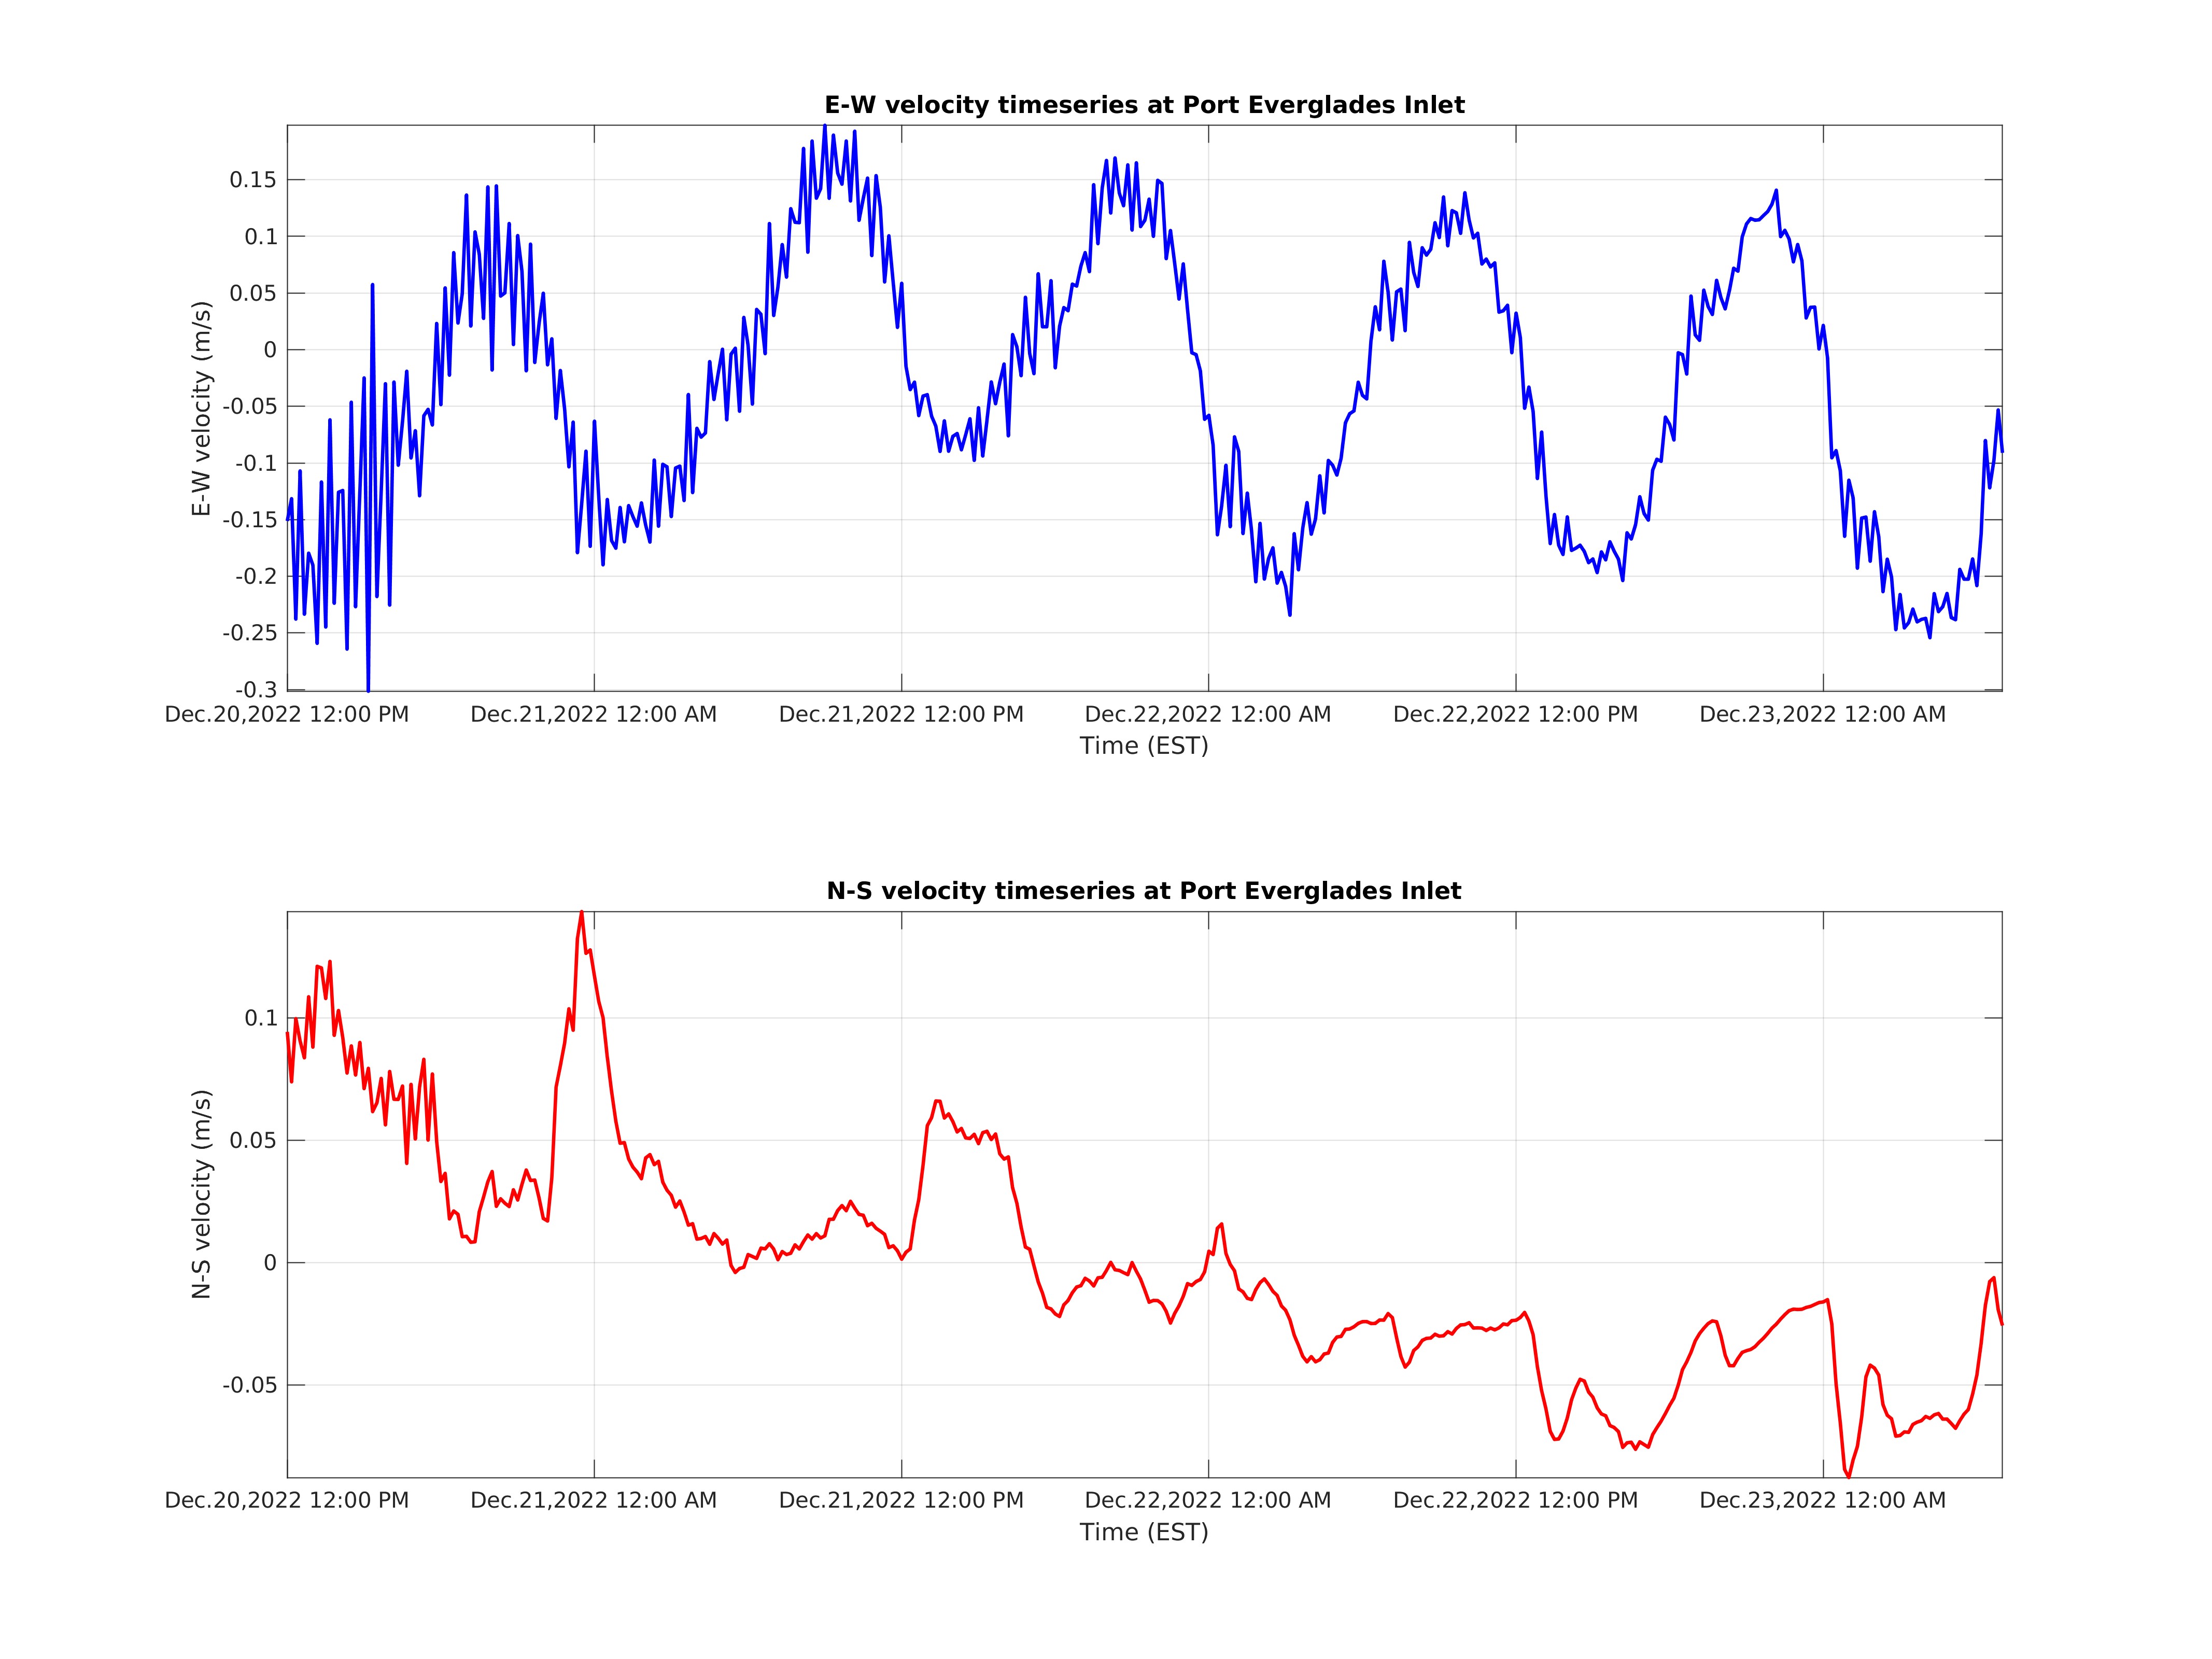 E-W velocity timeseries at Port Everglades Inlet
0.15
0.1
0.05
0
-0.05
-0.1
-0.15
-0.2
-0.25
-0.3
E-W velocity (m/s)
Dec.20,2022 12:00 PM Dec.21,2022 12:00 AM Dec.21,2022 12:00 PM Dec.22,2022 12:00 AM Dec.22,2022 12:00 PM Dec.23,2022 12:00 AM
Time (EST)
N-S velocity timeseries at Port Everglades Inlet
0.1
0.05
0
-0.05
N-S velocity (m/s)
Dec.20,2022 12:00 PM Dec.21,2022 12:00 AM Dec.21,2022 12:00 PM Dec.22,2022 12:00 AM Dec.22,2022 12:00 PM Dec.23,2022 12:00 AM
Time (EST)